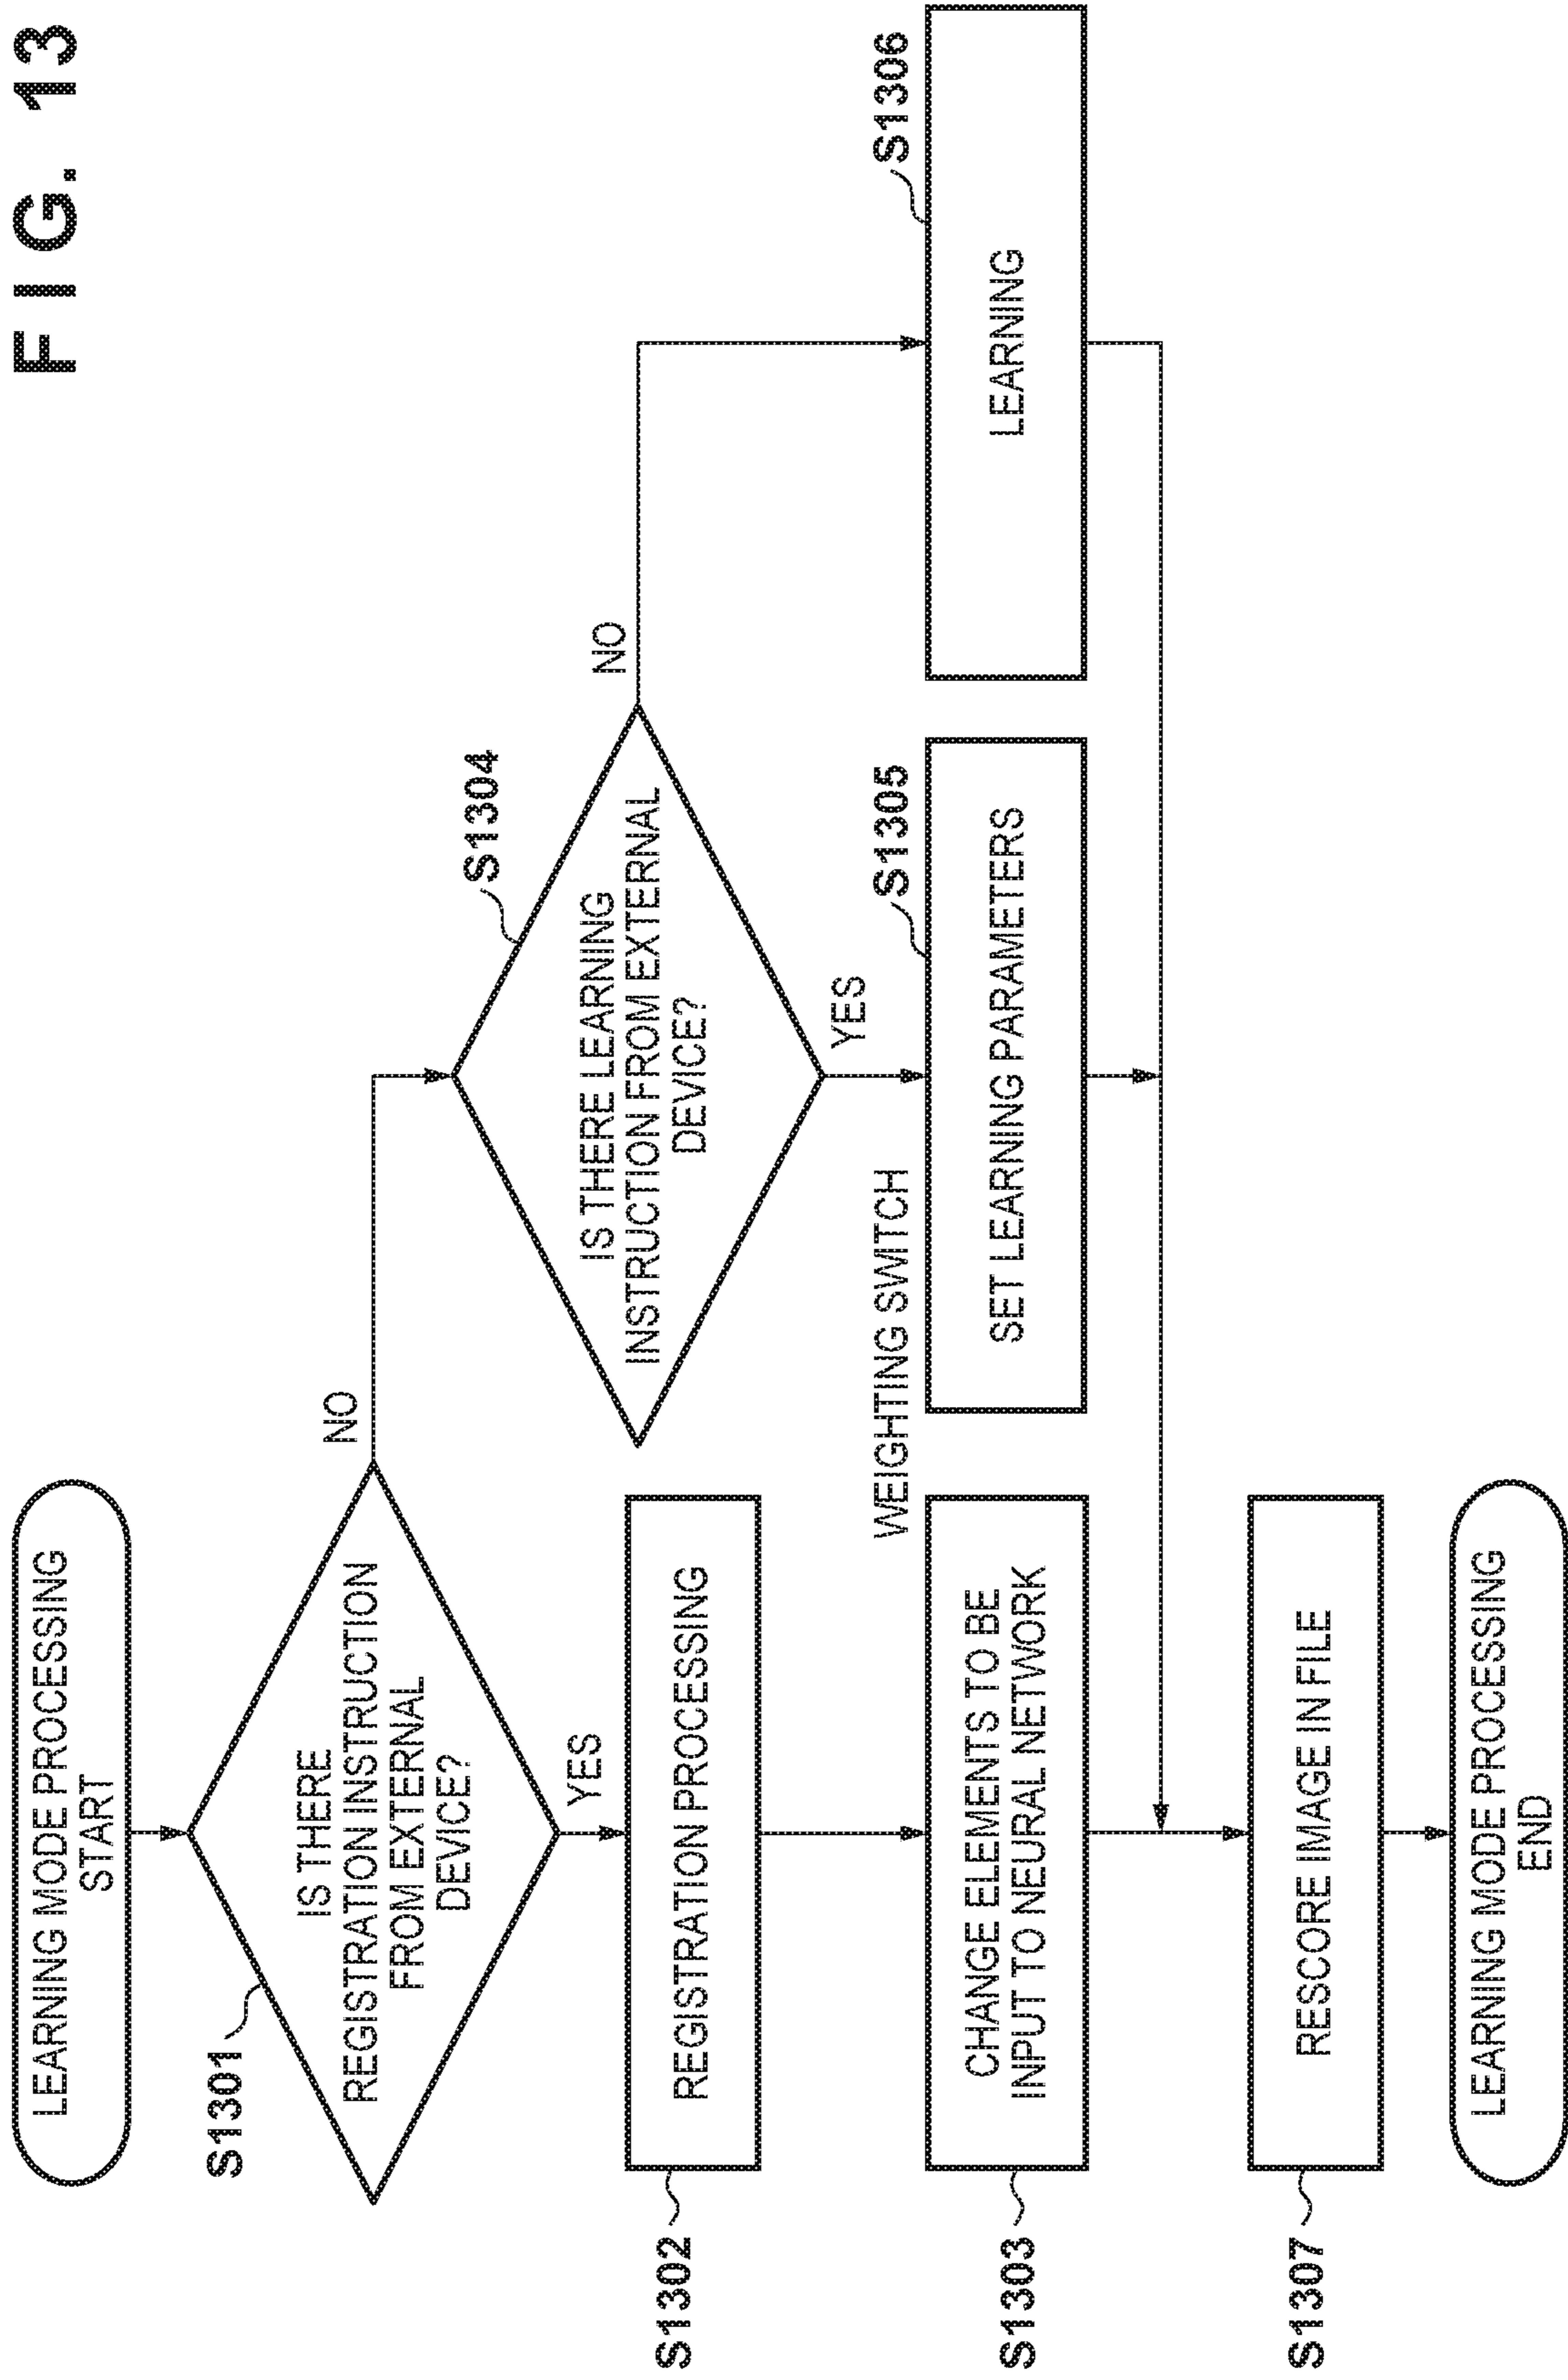 FIG. 13
LEARNING MODE PROCESSING
START
S1301
IS THERE
REGISTRATION INSTRUCTION
FROM EXTERNAL
DEVICE?
NO
YES
S1304
IS THERE LEARNING
INSTRUCTION FROM EXTERNAL
DEVICE?
NO
YES
S1302
REGISTRATION PROCESSING
WEIGHTING SWITCH
S1303
CHANGE ELEMENTS TO BE
INPUT TO NEURAL NETWORK
S1305
SET LEARNING PARAMETERS
S1306
LEARNING
S1307
RESCORE IMAGE IN FILE
LEARNING MODE PROCESSING
END